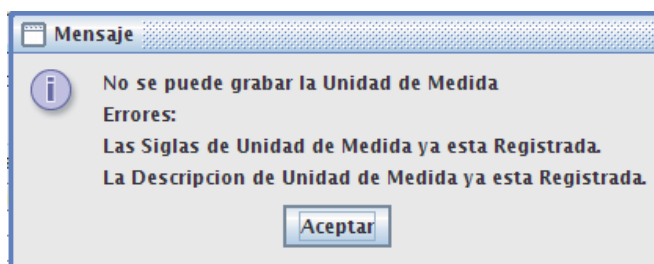 Mensaje
No se puede grabar la Unidad de Medida
Errores:
Las Siglas de Unidad de Medida ya esta Registrada.
La Descripcion de Unidad de Medida ya esta Registrada.
Aceptar